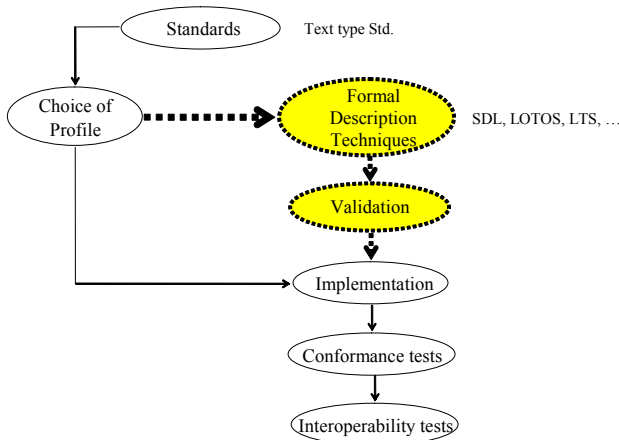 Standards
Text type Std.
Choice of
Profile
Formal
Description
Techniques
SDL, LOTOS, LTS, …
Validation
Implementation
Conformance tests
Interoperability tests